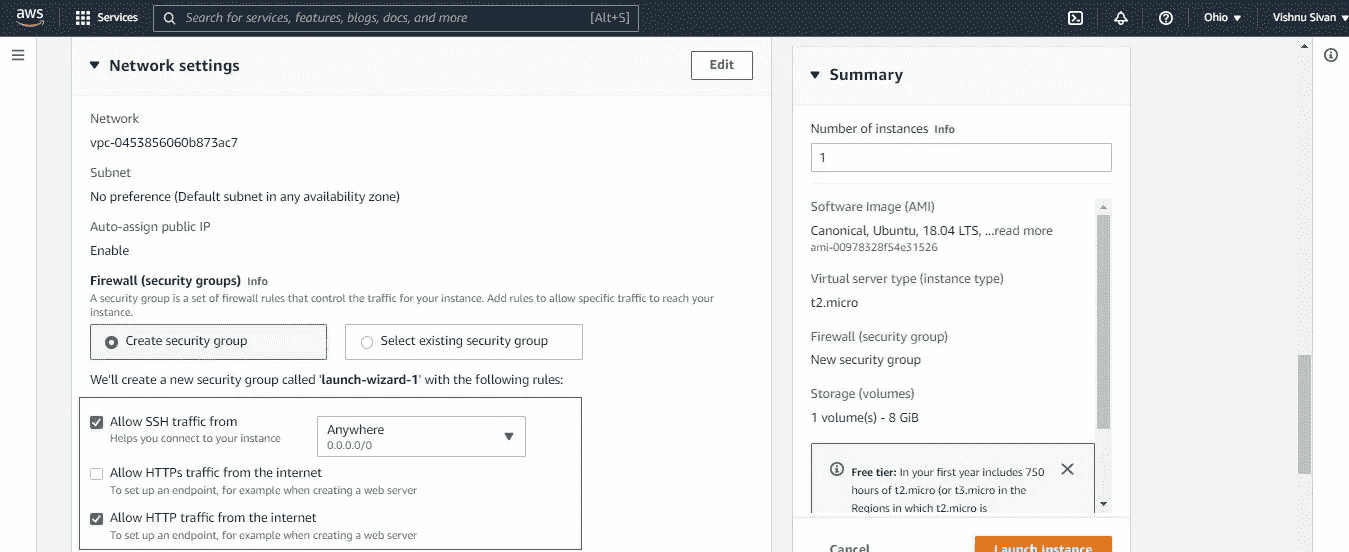 aws
Services
Search for services, features, blogs, docs, and more
[Alt+S]
Ohio
Vishnu Sivan
Network settings
Edit
Network
vpc-0453856060b873ac7
Subnet
No preference (Default subnet in any availability zone)
Auto-assign public IP
Enable
Firewall (security groups) Info
A security group is a set of firewall rules that control the traffic for your instance. Add rules to allow specific traffic to reach your
instance.
Create security group
Select existing security group
We'll create a new security group called 'launch-wizard-1' with the following rules:
Allow SSH traffic from
Helps you connect to your instance
Anywhere
0.0.0.0/0
Allow HTTPs traffic from the internet
To set up an endpoint, for example when creating a web server
Allow HTTP traffic from the internet
To set up an endpoint, for example when creating a web server
Summary
Number of instances Info
1
Software Image (AMI)
Canonical, Ubuntu, 18.04 LTS, ...read more
ami-00978328f54e31526
Virtual server type (instance type)
t2.micro
Firewall (security group)
New security group
Storage (volumes)
1 volume(s) - 8 GiB
Free tier: In your first year includes 750
hours of t2.micro (or t3.micro in the
Regions in which t2.micro is
Cancel
Launch instance